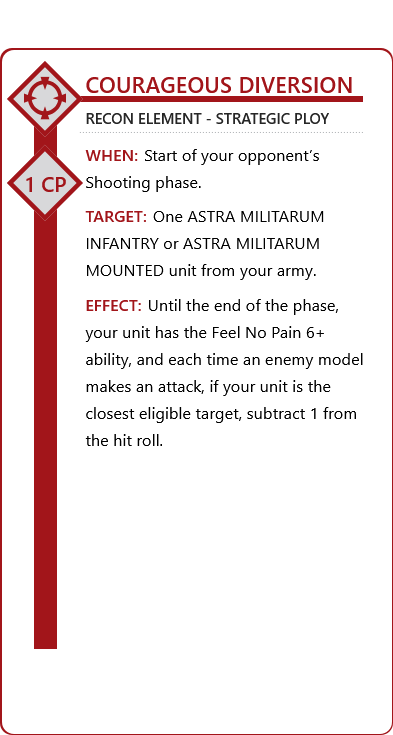 COURAGEOUS DIVERSION
RECON ELEMENT - STRATEGIC PLOY
1 CP
WHEN: Start of your opponent's
Shooting phase.
TARGET: One ASTRA MILITARUM
INFANTRY or ASTRA MILITARUM
MOUNTED unit from your army.
EFFECT: Until the end of the phase,
your unit has the Feel No Pain 6+
ability, and each time an enemy model
makes an attack, if your unit is the
closest eligible target, subtract 1 from
the hit roll.